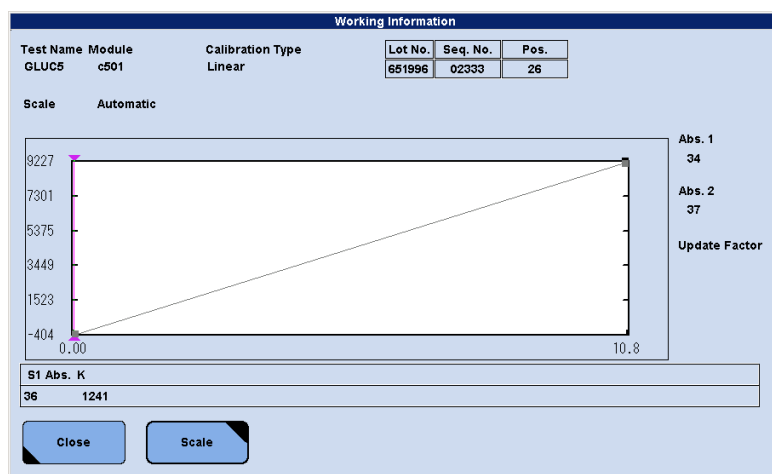 Working Information
Test Name Module Calibration Type Lot No. Seq. No. Pos.
GLUC5 c501 Linear 651996 02333 26
Scale Automatic
Abs. 1
34
Abs. 2
37
Update Factor
9227
7301
5375
3449
1523
-404
0.00 10.8
S1 Abs. K
36 1241
Close Scale